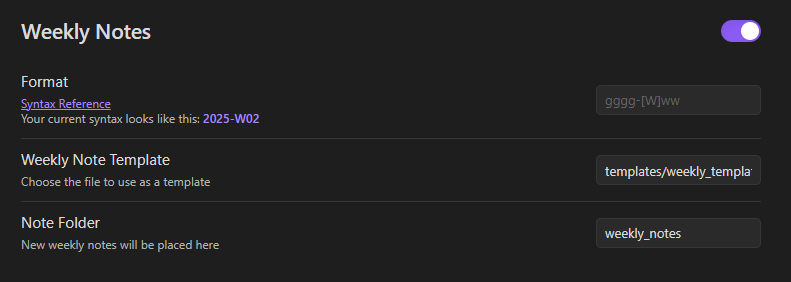 Weekly Notes
Format
Syntax Reference
Your current syntax looks like this: 2025-W02
gggg-[W]ww
Weekly Note Template
Choose the file to use as a template
templates/weekly_templa
Note Folder
New weekly notes will be placed here
weekly_notes